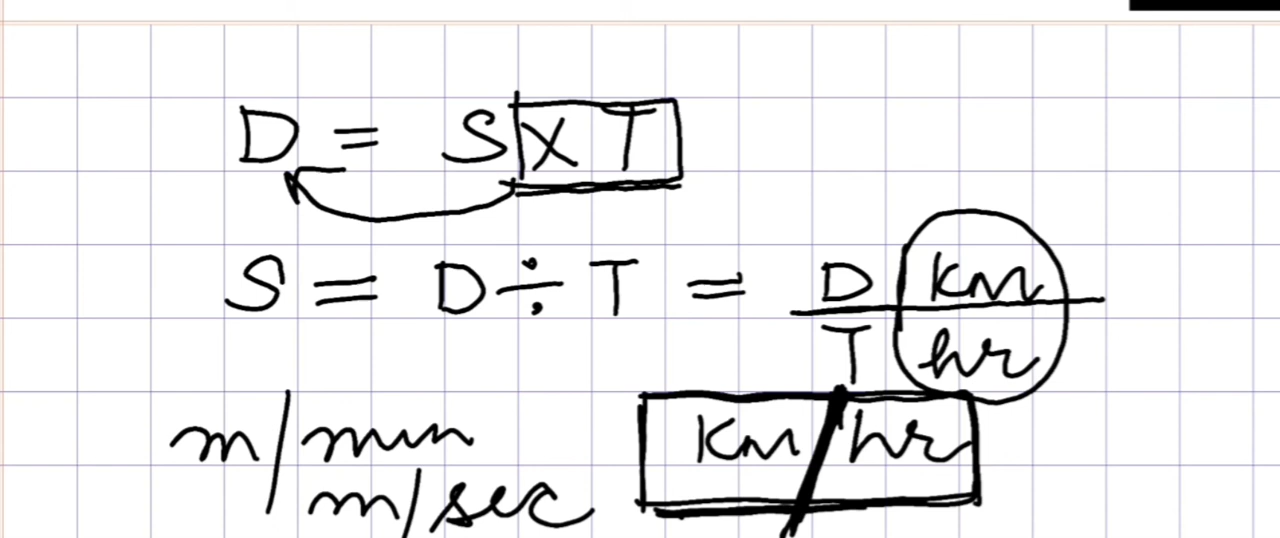 D = S X T
S = D ÷ T = D/T km/hr
m/min km/hr
m/sec